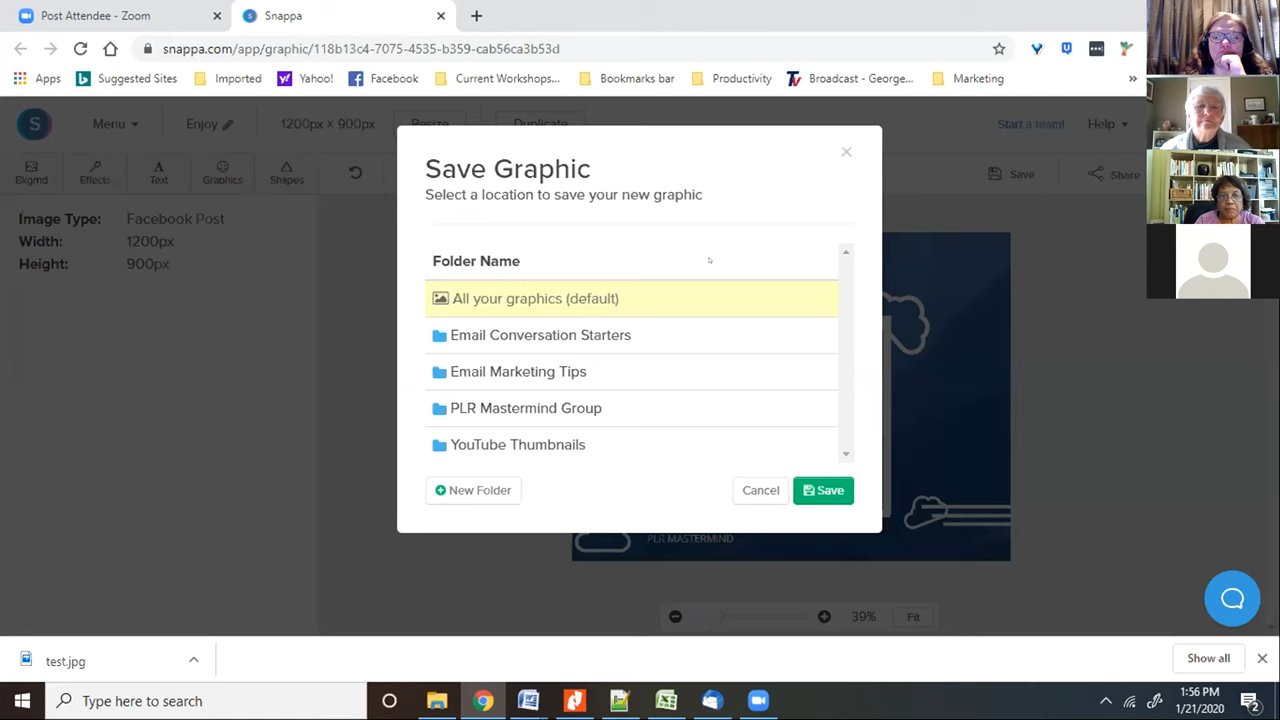 Post Attendee - Zoom
Snappa
snappa.com/app/graphic/118b13c4-7075-4535-b359-cab56ca3b53d
Apps
Suggested Sites
Imported
Yahoo!
Facebook
Current Workshops...
Bookmarks bar
Productivity
Broadcast - George...
Marketing
S
Menu
Enjoy
1200px × 900px
Resize
Duplicate
Start a team!
Help
Bkgrnd
Effects
Text
Graphics
Shapes
Save
Share
Image Type: Facebook Post
Width: 1200px
Height: 900px
Save Graphic
Select a location to save your new graphic
Folder Name
All your graphics (default)
Email Conversation Starters
Email Marketing Tips
PLR Mastermind Group
YouTube Thumbnails
New Folder
Cancel
Save
PLR MASTERMIND
39%
Fit
test.jpg
Show all
Type here to search
1:56 PM
1/21/2020
2